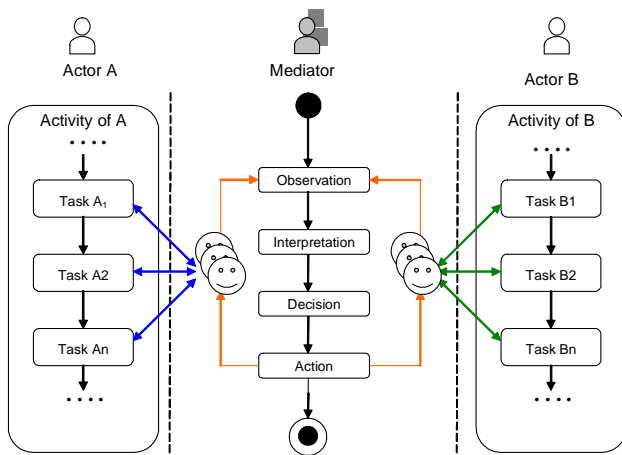 Actor A
Mediator
Actor B
Activity of A
. . . .
Task A₁
Task A2
Task An
. . . .
Observation
Interpretation
Decision
Action
Activity of B
. . . .
Task B1
Task B2
Task Bn
. . . .